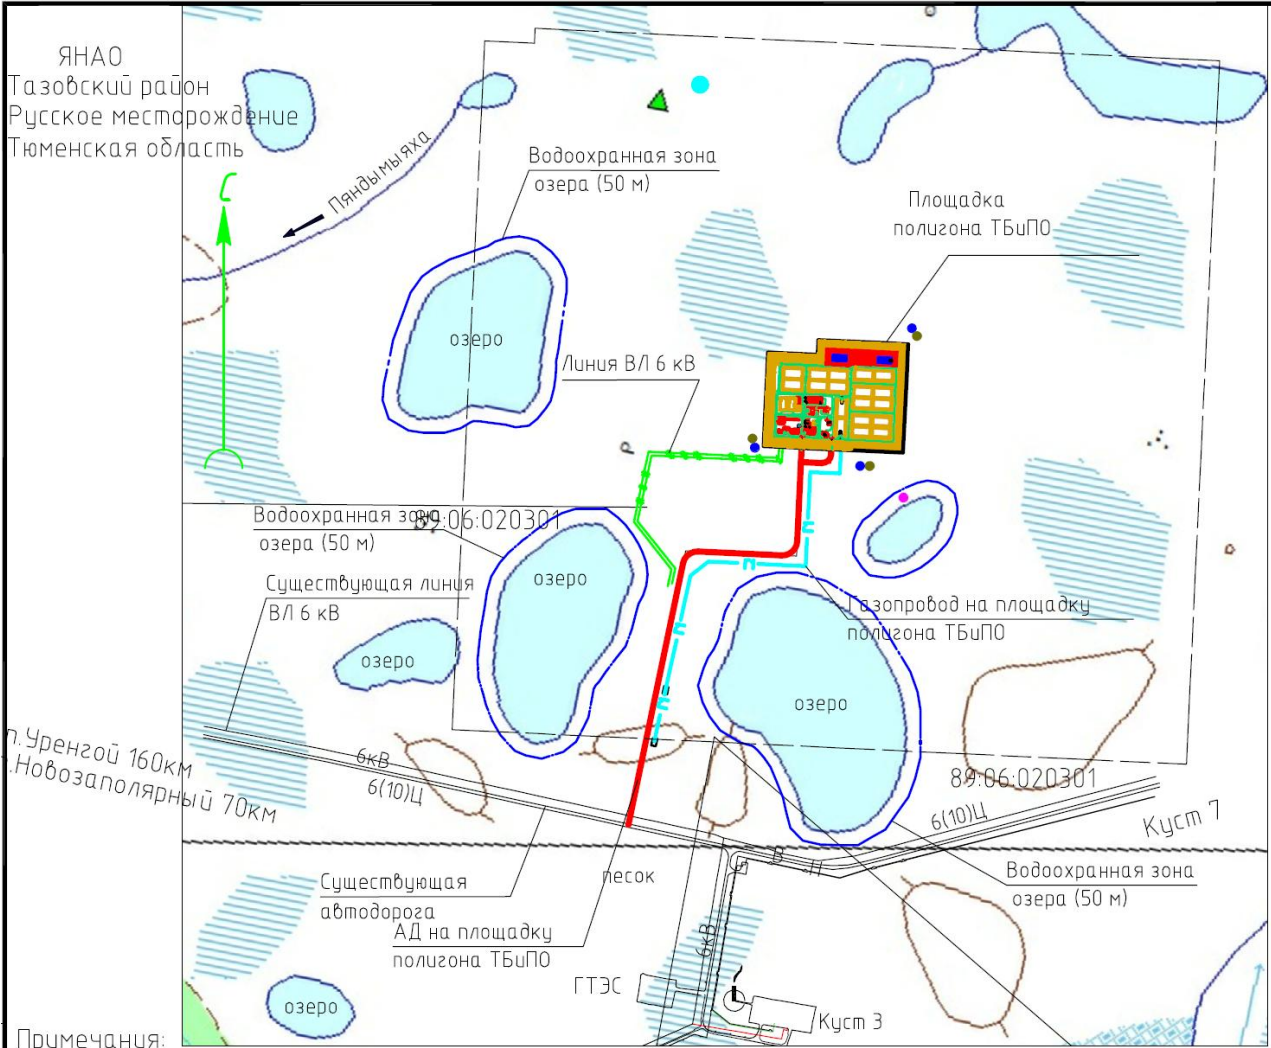 ЯНАО
Тазовский район
Русское месторождение
Тюменская область
С
Пяндымыяха
Водоохранная зона
озера (50 м)
Площадка
полигона ТБиПО
озеро
Линия ВЛ 6 кВ
Водоохранная зона
озера (50 м)
89:06:020301
озеро
Существующая линия
ВЛ 6 кВ
Газопровод на площадку
полигона ТБиПО
озеро
озеро
п.Уренгой 160км
.Новозаполярный 70км
6кВ
6(10)Ц
89:06:020301
6(10)Ц
Куст 7
В
Существующая
автодорога
песок
Водоохранная зона
озера (50 м)
АД на площадку
полигона ТБиПО
6кВ
ГТЭС
озеро
Куст 3
Примечания: